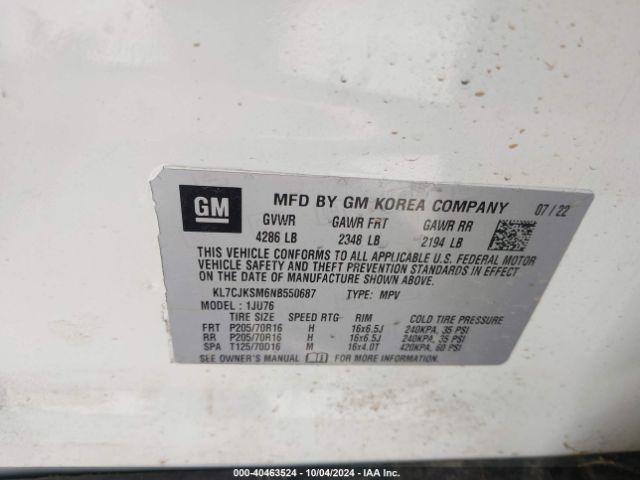 GM
MFD BY GM KOREA COMPANY 07/22
GVWR GAWR FRT GAWR RR
4286 LB 2348 LB 2194 LB
THIS VEHICLE CONFORMS TO ALL APPLICABLE U.S. FEDERAL MOTOR
VEHICLE SAFETY AND THEFT PREVENTION STANDARDS IN EFFECT
ON THE DATE OF MANUFACTURE SHOWN ABOVE.
KL7CJKSM6NB550687 TYPE: MPV
MODEL: 1JU76
TIRE SIZE SPEED RTG RIM COLD TIRE PRESSURE
FRT P205/70R16 H 16x6.5J 240KPA, 35 PSI
RR P205/70R16 H 16x6.5J 240KPA, 35 PSI
SPA T125/70D16 M 16x4.0T 420KPA, 60 PSI
SEE OWNER'S MANUAL FOR MORE INFORMATION.
000-40463524 - 10/04/2024 - IAA Inc.